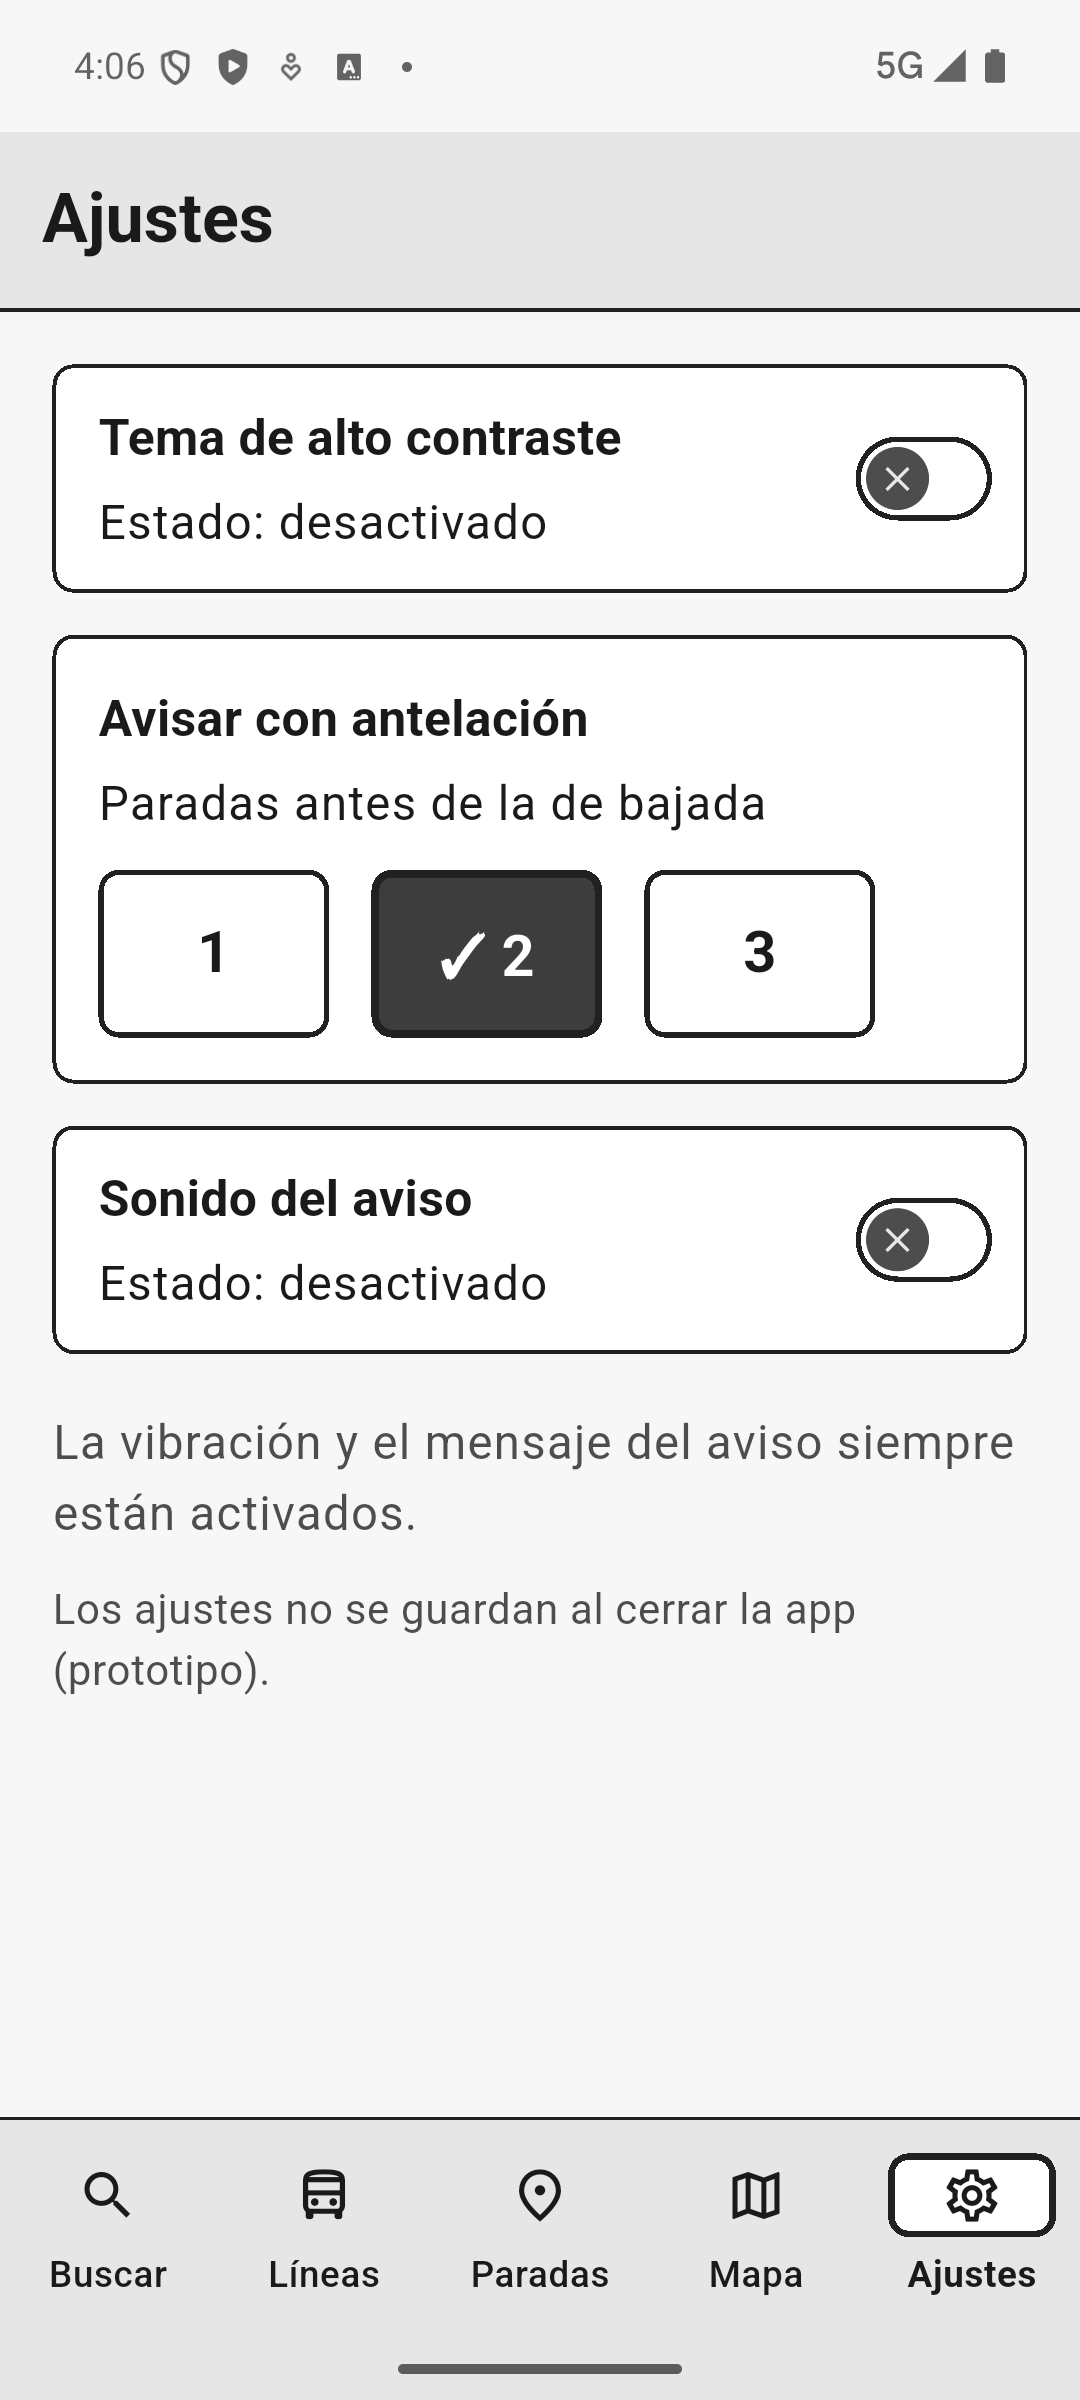 4:06
5G
Ajustes
Tema de alto contraste
Estado: desactivado
Avisar con antelación
Paradas antes de la de bajada
1
✓ 2
3
Sonido del aviso
Estado: desactivado
La vibración y el mensaje del aviso siempre
están activados.
Los ajustes no se guardan al cerrar la app
(prototipo).
Buscar
Líneas
Paradas
Mapa
Ajustes